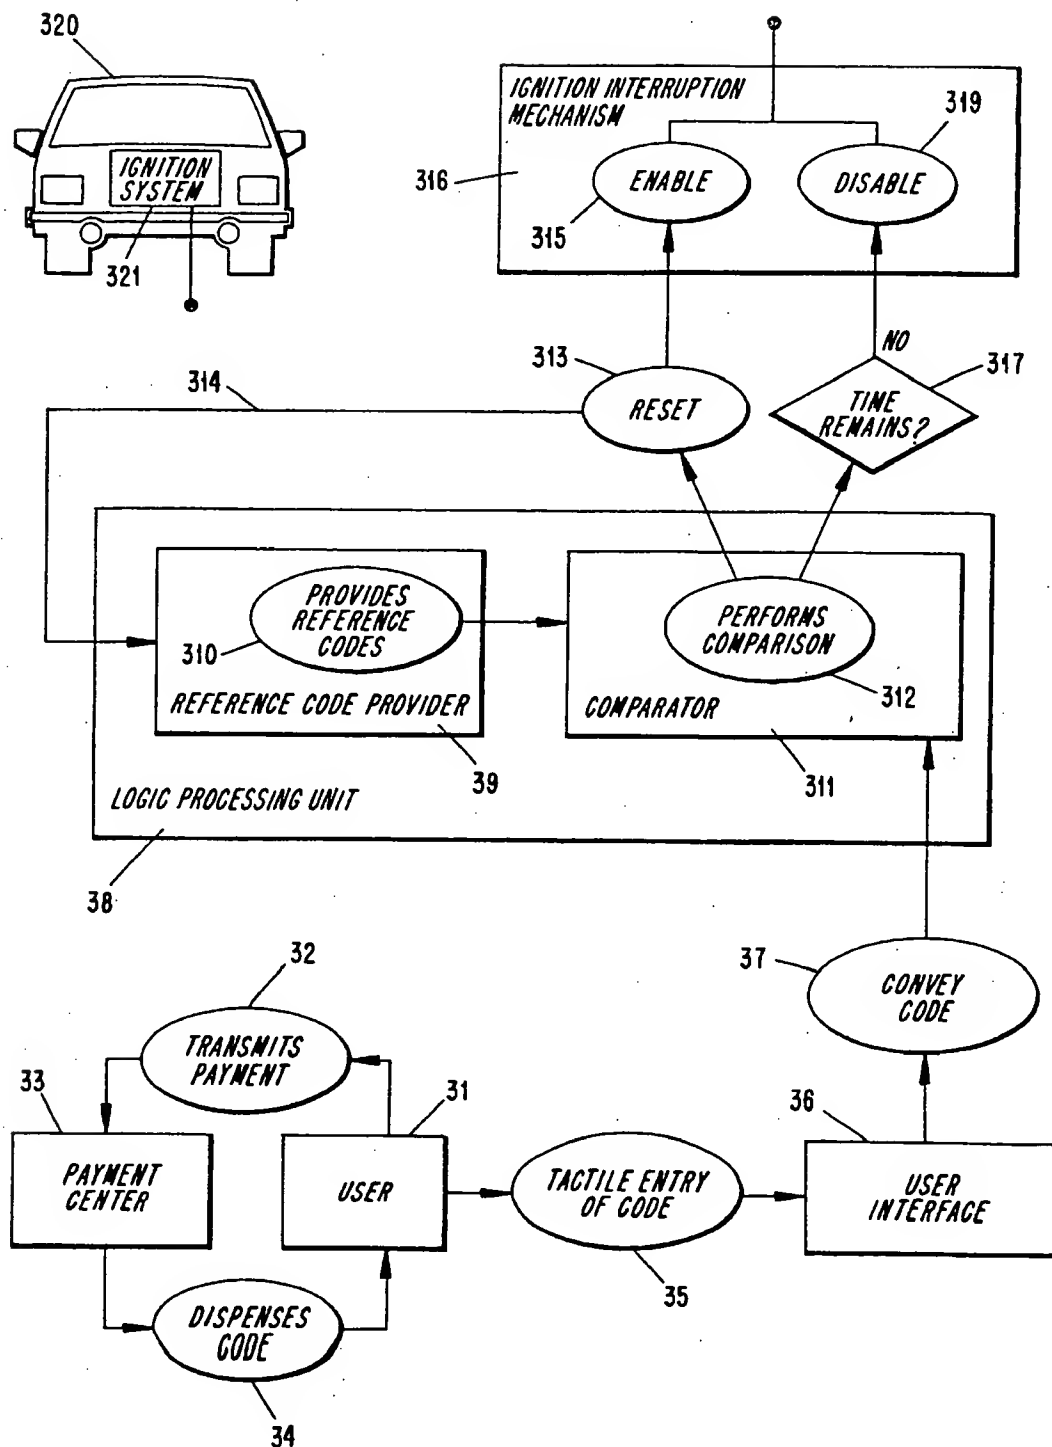 320
IGNITION
SYSTEM
321
IGNITION INTERRUPTION
MECHANISM
319
316
ENABLE
DISABLE
315
313
NO
317
314
RESET
TIME
REMAINS?
PROVIDES
REFERENCE
CODES
310
REFERENCE CODE PROVIDER
39
PERFORMS
COMPARISON
312
COMPARATOR
311
LOGIC PROCESSING UNIT
38
32
37
CONVEY
CODE
TRANSMITS
PAYMENT
33
31
36
PAYMENT
CENTER
USER
TACTILE ENTRY
OF CODE
USER
INTERFACE
35
DISPENSES
CODE
34